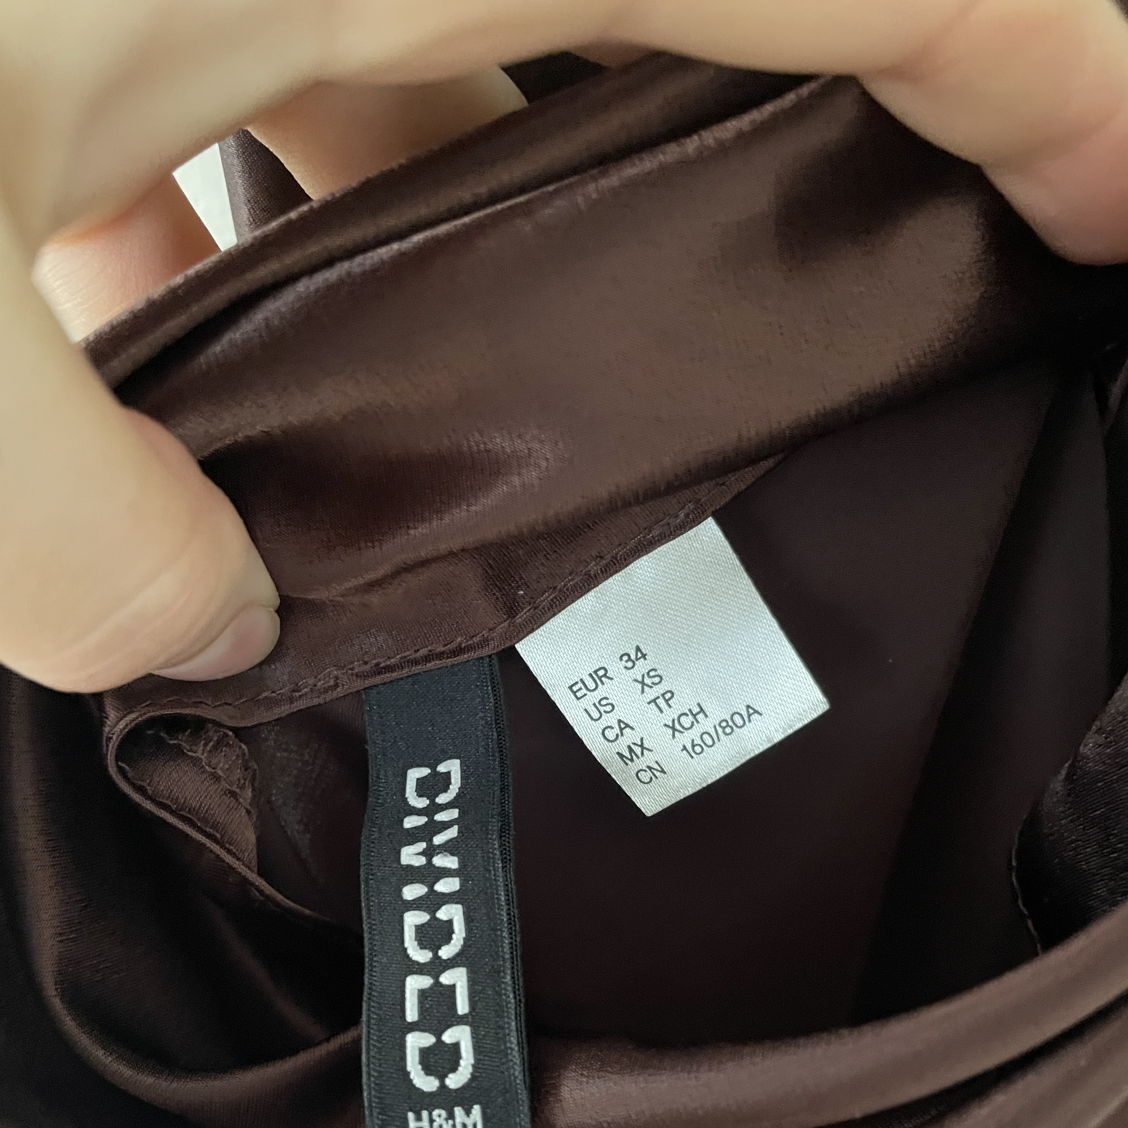 EUR 34
US XS
CA TP
MX XCH
CN 160/80A
DIVIDED
H&M